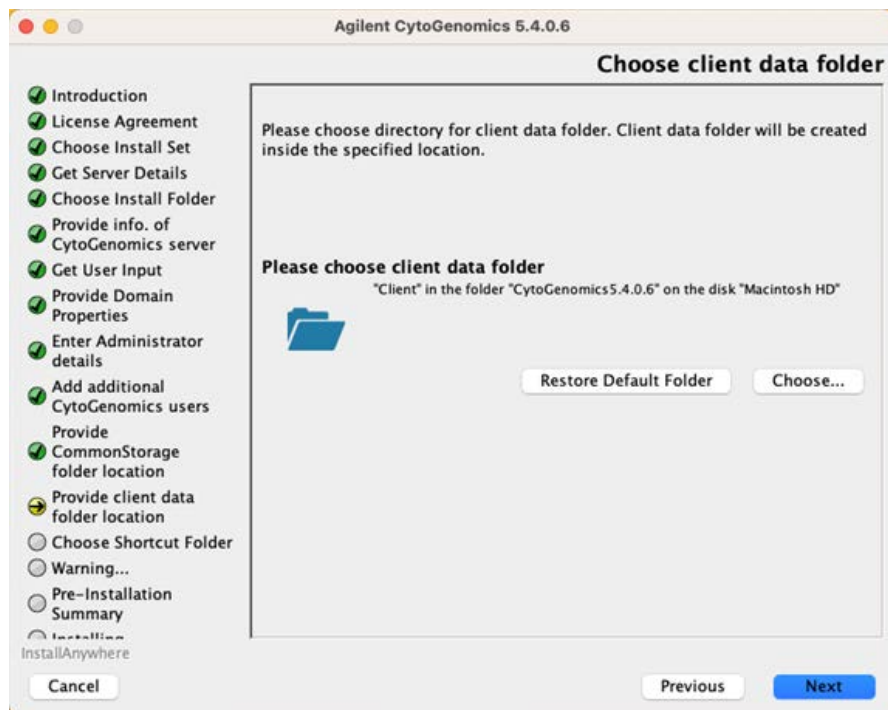 Agilent CytoGenomics 5.4.0.6
Choose client data folder
Introduction
License Agreement
Choose Install Set
Get Server Details
Choose Install Folder
Provide info. of
CytoGenomics server
Get User Input
Provide Domain
Properties
Enter Administrator
details
Add additional
CytoGenomics users
Provide
CommonStorage
folder location
Provide client data
folder location
Choose Shortcut Folder
Warning...
Pre-Installation
Summary
Installing
Please choose directory for client data folder. Client data folder will be created
inside the specified location.
Please choose client data folder
"Client" in the folder "CytoGenomics5.4.0.6" on the disk "Macintosh HD"
Restore Default Folder
Choose...
InstallAnywhere
Cancel
Previous
Next